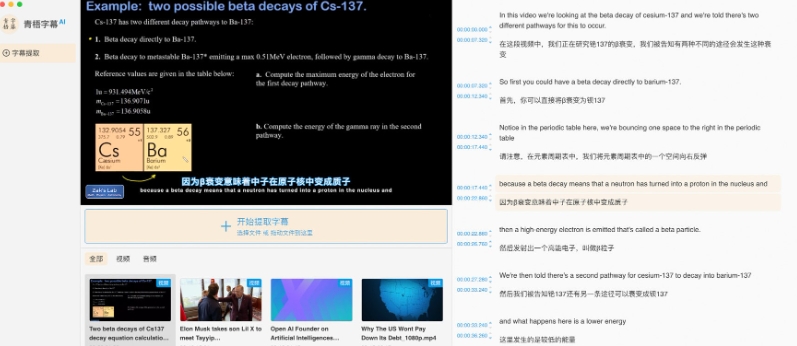 青梧字幕AI
字幕提取
Example: two possible beta decays of Cs-137.
Cs-137 has two different decay pathways to Ba-137:
1. Beta decay directly to Ba-137.
2. Beta decay to metastable Ba-137* emitting a max 0.51MeV electron, followed by gamma decay to Ba-137.
Reference values are given in the table below:
1u = 931.494MeV/c²
m Cs-137 = 136.9071u
m Ba-137 = 136.9058u
a. Compute the maximum energy of the electron for
the first decay pathway.
b. Compute the energy of the gamma ray in the second
pathway.
132.9054 55
Cs
137.327 56
Ba
Barium
因为β衰变意味着中子在原子核中变成质子
because a beta decay means that a neutron has turned into a proton in the nucleus and
Zak's Lab
开始提取字幕
选择文件 或 拖动文件到这里
全部 视频 音频
视频
Two beta decays of Cs137
decay equation calculatio...
视频
Elon Musk takes son Lil X to
meet Tayyip...
视频
Open AI Founder on
Artificial Intelligences...
视频
Why The US Wont Pay
Down Its Debt_1080p.mp4
00:00:00.000
00:00:07.320
In this video we're looking at the beta decay of cesium-137 and we're told there's two
different pathways for this to occur.
在这段视频中，我们正在研究铯137的β衰变，我们被告知有两种不同的途径会发生这种衰
变
00:00:07.320
00:00:12.340
So first you could have a beta decay directly to barium-137.
首先，你可以直接将β衰变为钡137
00:00:12.340
00:00:17.440
Notice in the periodic table here, we're bouncing one space to the right in the periodic
table
请注意，在元素周期表中，我们将元素周期表中的一个空间向右反弹
00:00:17.440
00:00:22.860
because a beta decay means that a neutron has turned into a proton in the nucleus and
因为β衰变意味着中子在原子核中变成质子
00:00:22.860
00:00:26.760
then a high-energy electron is emitted that's called a beta particle.
然后发射出一个高能电子，叫做β粒子
00:00:27.280
00:00:33.240
We're then told there's a second pathway for cesium-137 to decay into barium-137
然后我们被告知铯137还有另一条途径可以衰变成钡137
and what happens here is a lower energy
这里发生的是较低的能量